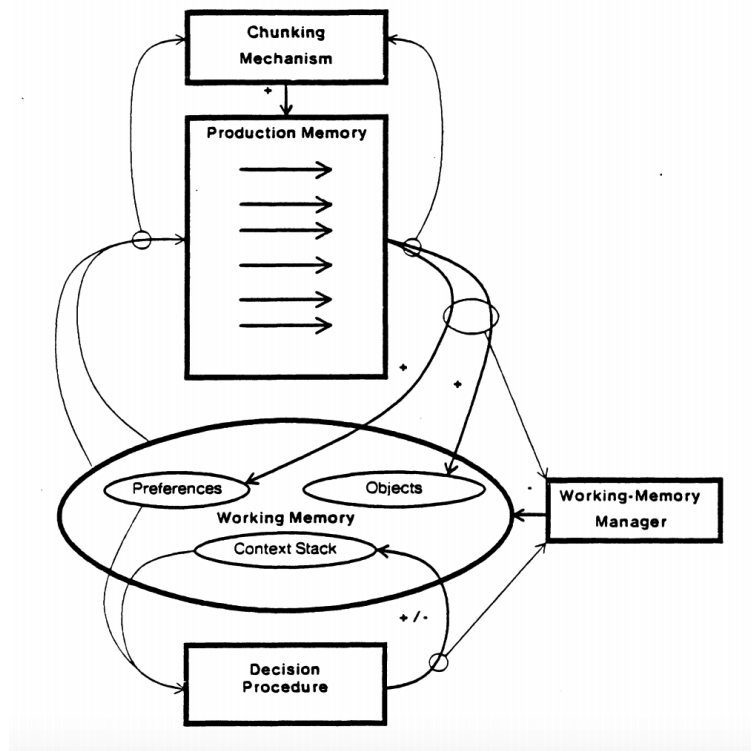 Chunking
Mechanism
+
Production Memory
+
+
Preferences
Objects
-
Working-Memory
Manager
Working Memory
Context Stack
+/-
Decision
Procedure